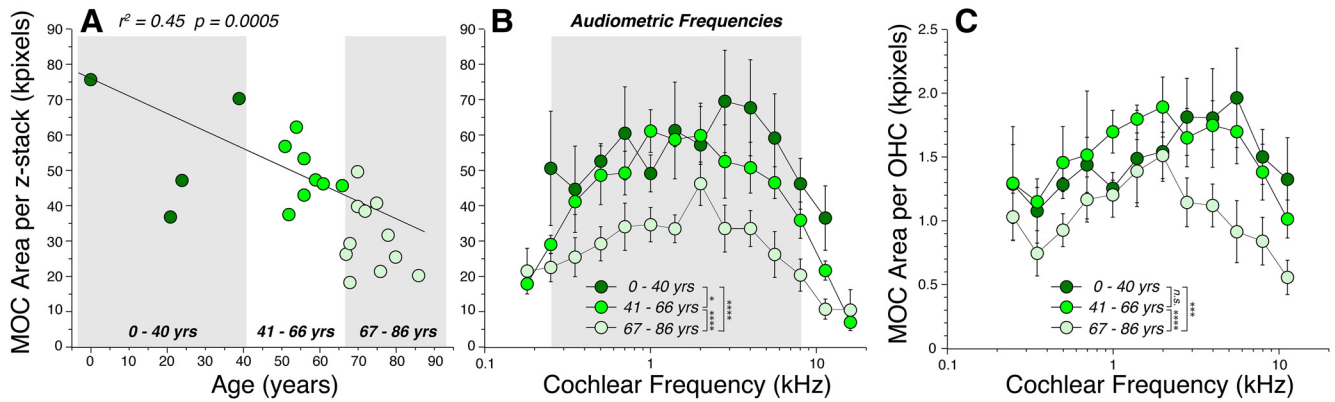 A
r² = 0.45 p = 0.0005
MOC Area per z-stack (kpixels)
90
80
70
60
50
40
30
20
10
0
0 - 40 yrs
41 - 66 yrs
67 - 86 yrs
0 10 20 30 40 50 60 70 80 90
Age (years)
B
Audiometric Frequencies
90
80
70
60
50
40
30
20
10
0
0 - 40 yrs
41 - 66 yrs
67 - 86 yrs
*
****
****
0.1 1 10
Cochlear Frequency (kHz)
C
MOC Area per OHC (kpixels)
2.5
2.0
1.5
1.0
0.5
0
0 - 40 yrs
41 - 66 yrs
67 - 86 yrs
n.s
****
***
0.1 1 10
Cochlear Frequency (kHz)